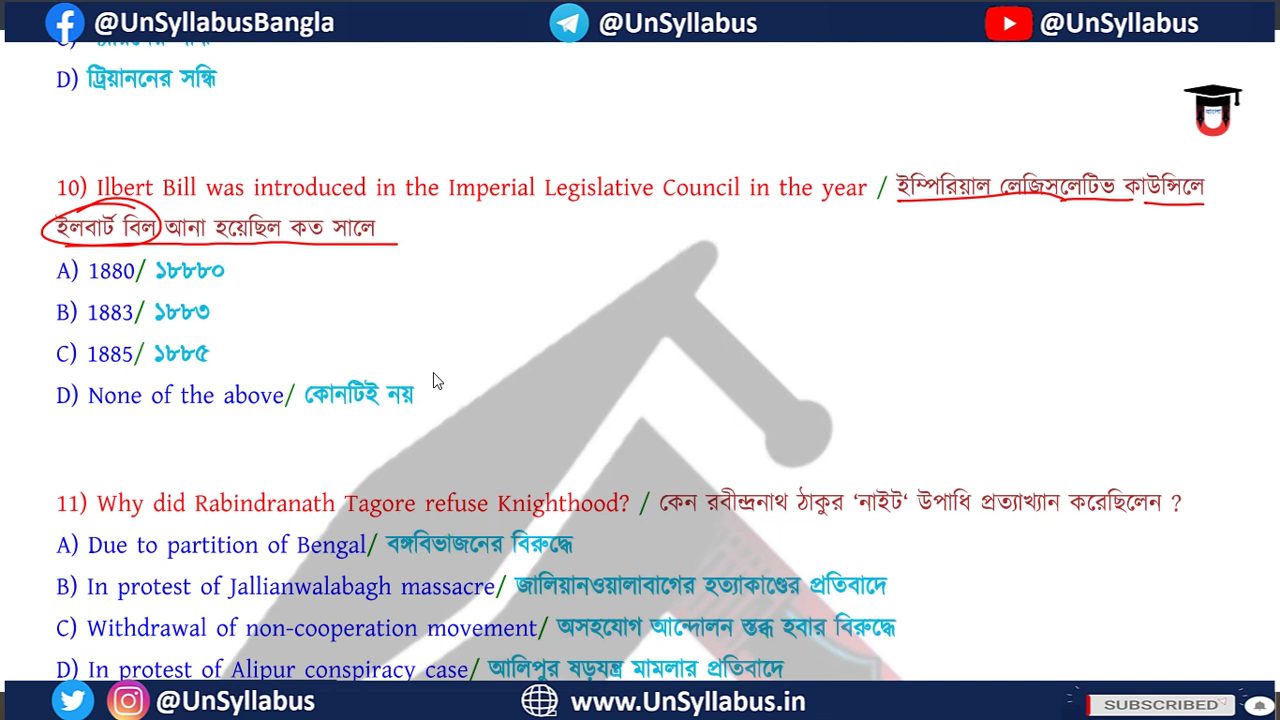 @UnSyllabusBangla @UnSyllabus @UnSyllabus
D) ট্রিয়াননের সন্ধি
10) Ilbert Bill was introduced in the Imperial Legislative Council in the year / ইম্পিরিয়াল লেজিসলেটিভ কাউন্সিলে
ইলবার্ট বিল আনা হয়েছিল কত সালে
A) 1880/ ১৮৮৮০
B) 1883/ ১৮৮৩
C) 1885/ ১৮৮৫
D) None of the above/ কোনটিই নয়
11) Why did Rabindranath Tagore refuse Knighthood? / কেন রবীন্দ্রনাথ ঠাকুর ‘নাইট‘ উপাধি প্রত্যাখ্যান করেছিলেন ?
A) Due to partition of Bengal/ বঙ্গবিভাজনের বিরুদ্ধে
B) In protest of Jallianwalabagh massacre/ জালিয়ানওয়ালাবাগের হত্যাকাণ্ডের প্রতিবাদে
C) Withdrawal of non-cooperation movement/ অসহযোগ আন্দোলন স্তব্ধ হবার বিরুদ্ধে
D) In protest of Alipur conspiracy case/ আলিপুর ষড়যন্ত্র মামলার প্রতিবাদে
@UnSyllabus www.UnSyllabus.in SUBSCRIBED